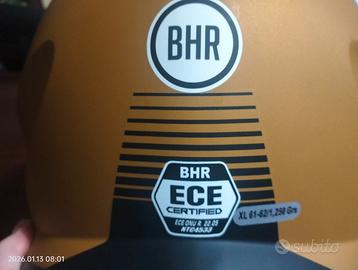 BHR
BHR
ECE
CERTIFIED
ECE ONU R 22.05
XL 61-62/1,250 Grs
2026.01.13 08:01
subito